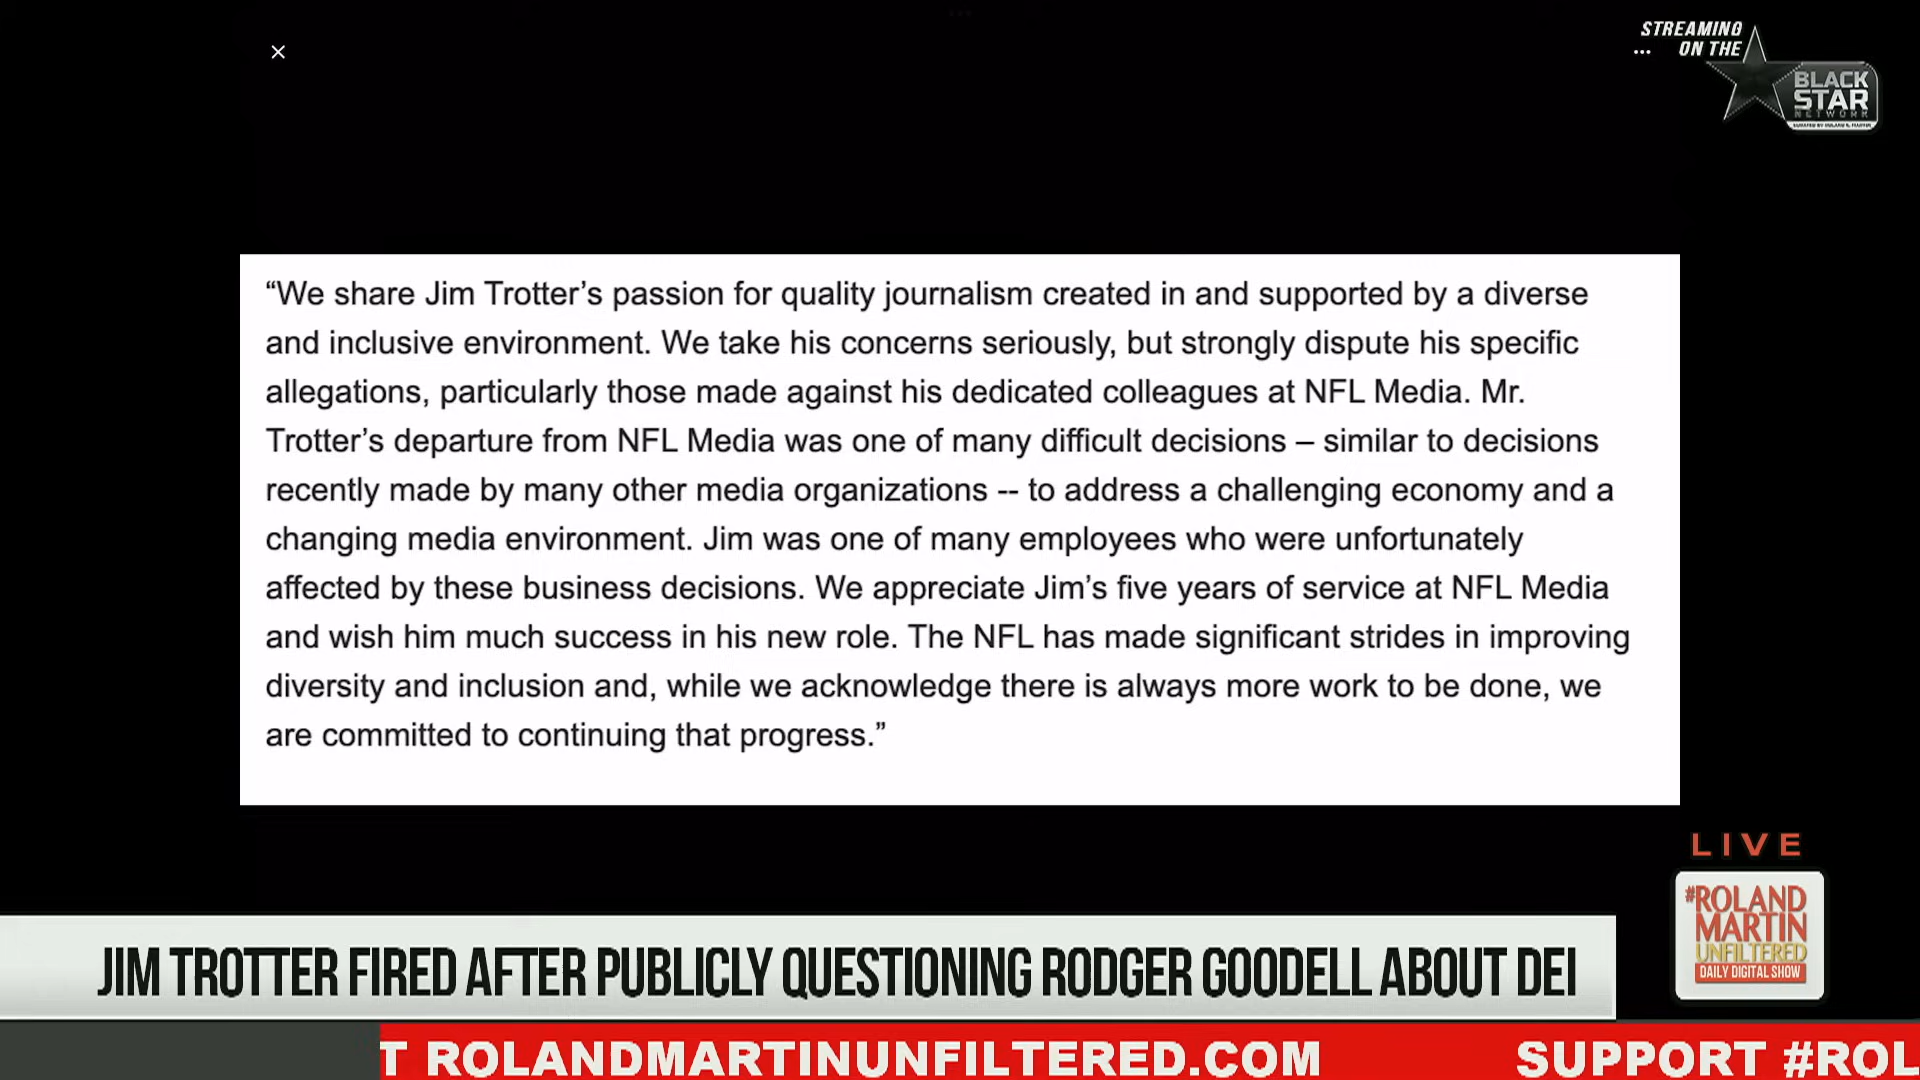 STREAMING
... ON THE
BLACK
STAR
NETWORK
“We share Jim Trotter’s passion for quality journalism created in and supported by a diverse
and inclusive environment. We take his concerns seriously, but strongly dispute his specific
allegations, particularly those made against his dedicated colleagues at NFL Media. Mr.
Trotter’s departure from NFL Media was one of many difficult decisions – similar to decisions
recently made by many other media organizations -- to address a challenging economy and a
changing media environment. Jim was one of many employees who were unfortunately
affected by these business decisions. We appreciate Jim’s five years of service at NFL Media
and wish him much success in his new role. The NFL has made significant strides in improving
diversity and inclusion and, while we acknowledge there is always more work to be done, we
are committed to continuing that progress.”
LIVE
#ROLAND
MARTIN
UNFILTERED
DAILY DIGITAL SHOW
JIM TROTTER FIRED AFTER PUBLICLY QUESTIONING RODGER GOODELL ABOUT DEI
T ROLANDMARTINUNFILTERED.COM SUPPORT #ROL